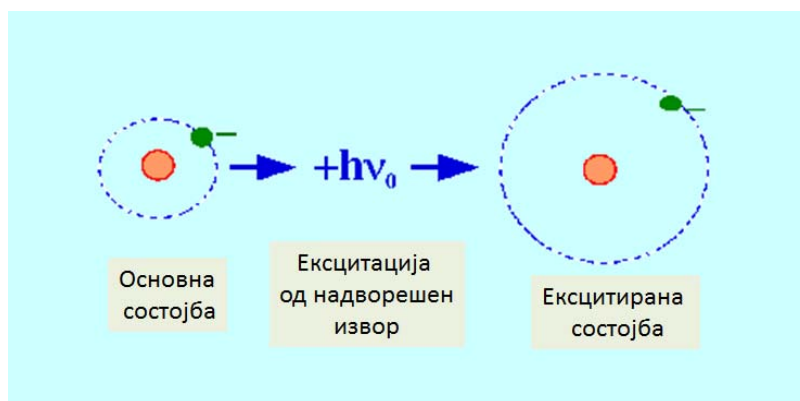 +hν₀
Основна
состојба
Ексцитација
од надворешен
извор
Ексцитирана
состојба